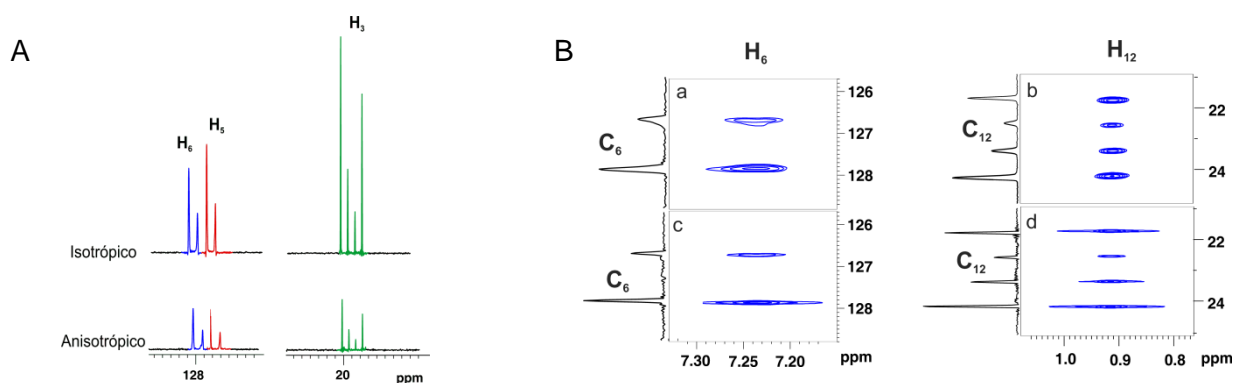 A
H₃
H₆
H₅
Isotrópico
Anisotrópico
128
20
ppm
B
H₆
H₁₂
a
C₆
126
127
128
b
C₁₂
22
24
c
C₆
126
127
128
7.30
7.25
7.20
ppm
d
C₁₂
22
24
1.0
0.9
0.8
ppm